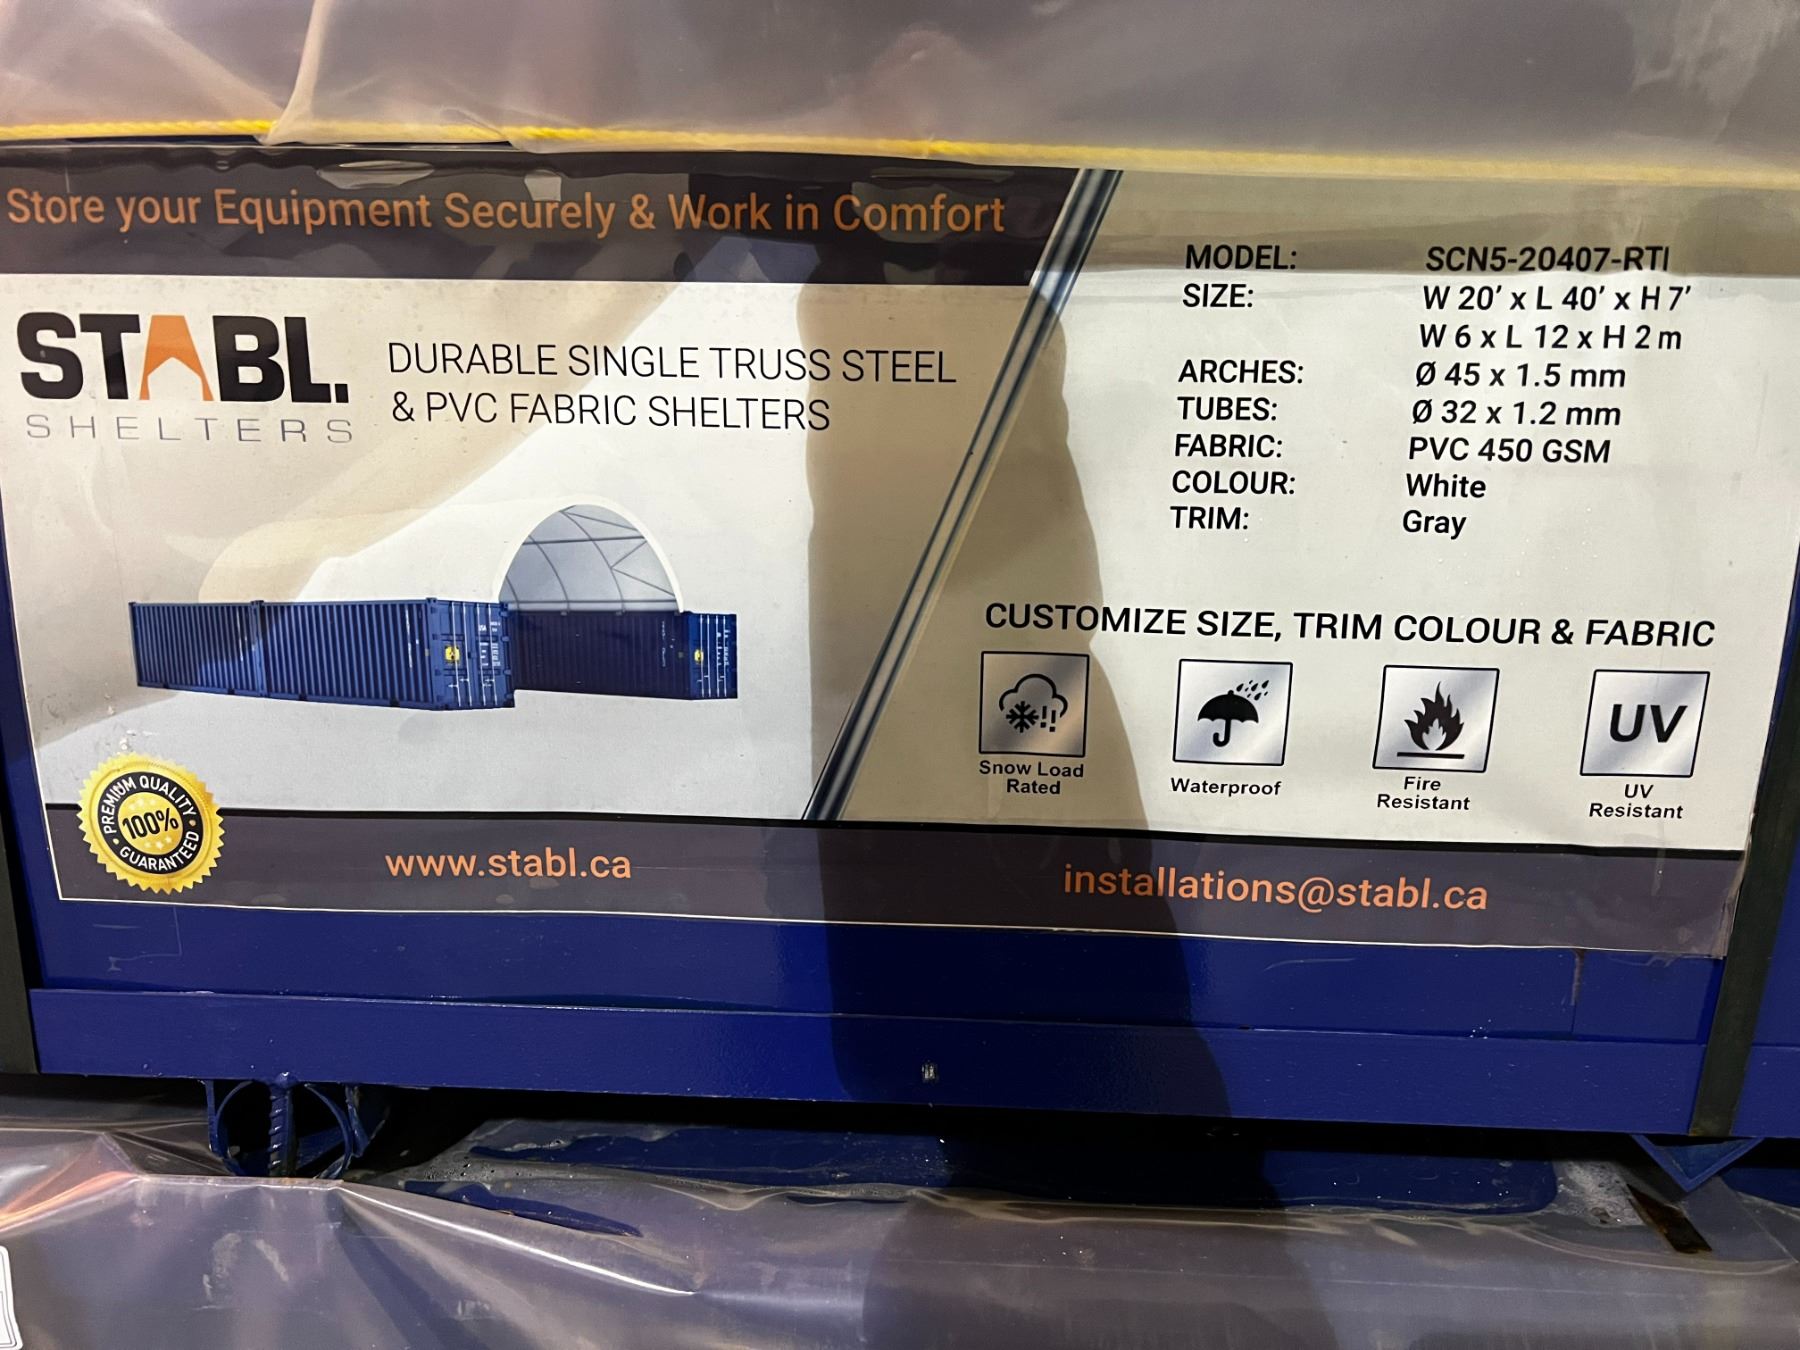 Store your Equipment Securely & Work in Comfort
STABL.
SHELTERS
DURABLE SINGLE TRUSS STEEL
& PVC FABRIC SHELTERS
MODEL: SCN5-20407-RTI
SIZE: W 20' x L 40' x H 7'
W 6 x L 12 x H 2 m
ARCHES: Ø 45 x 1.5 mm
TUBES: Ø 32 x 1.2 mm
FABRIC: PVC 450 GSM
COLOUR: White
TRIM: Gray
CUSTOMIZE SIZE, TRIM COLOUR & FABRIC
Snow Load
Rated
Waterproof
Fire
Resistant
UV
UV
Resistant
PREMIUM QUALITY
100%
GUARANTEED
www.stabl.ca
installations@stabl.ca